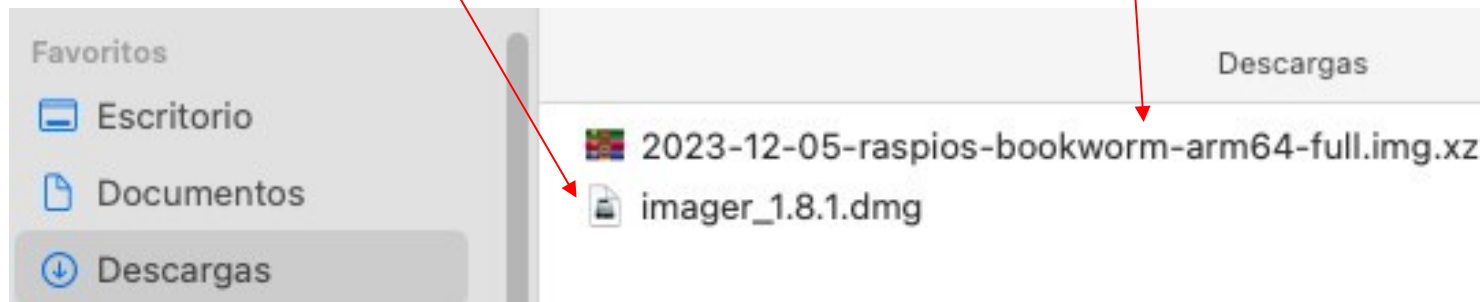 Favoritos
Escritorio
Documentos
Descargas
Descargas
2023-12-05-raspios-bookworm-arm64-full.img.xz
imager_1.8.1.dmg